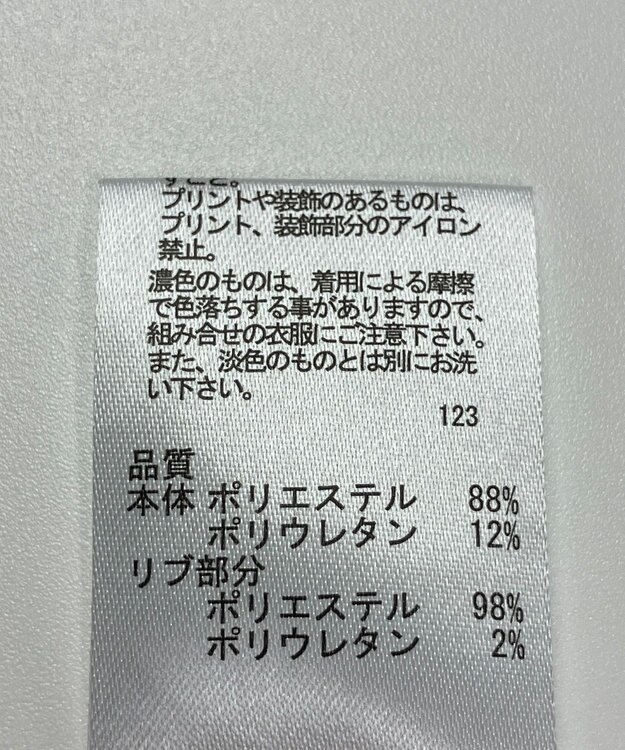 すこと。
プリントや装飾のあるものは、
プリント、装飾部分のアイロン
禁止。
濃色のものは、着用による摩擦
で色落ちする事がありますので、
組み合せの衣服にご注意下さい。
また、淡色のものとは別にお洗
い下さい。
123
品質
本体 ポリエステル 88%
ポリウレタン 12%
リブ部分
ポリエステル 98%
ポリウレタン 2%